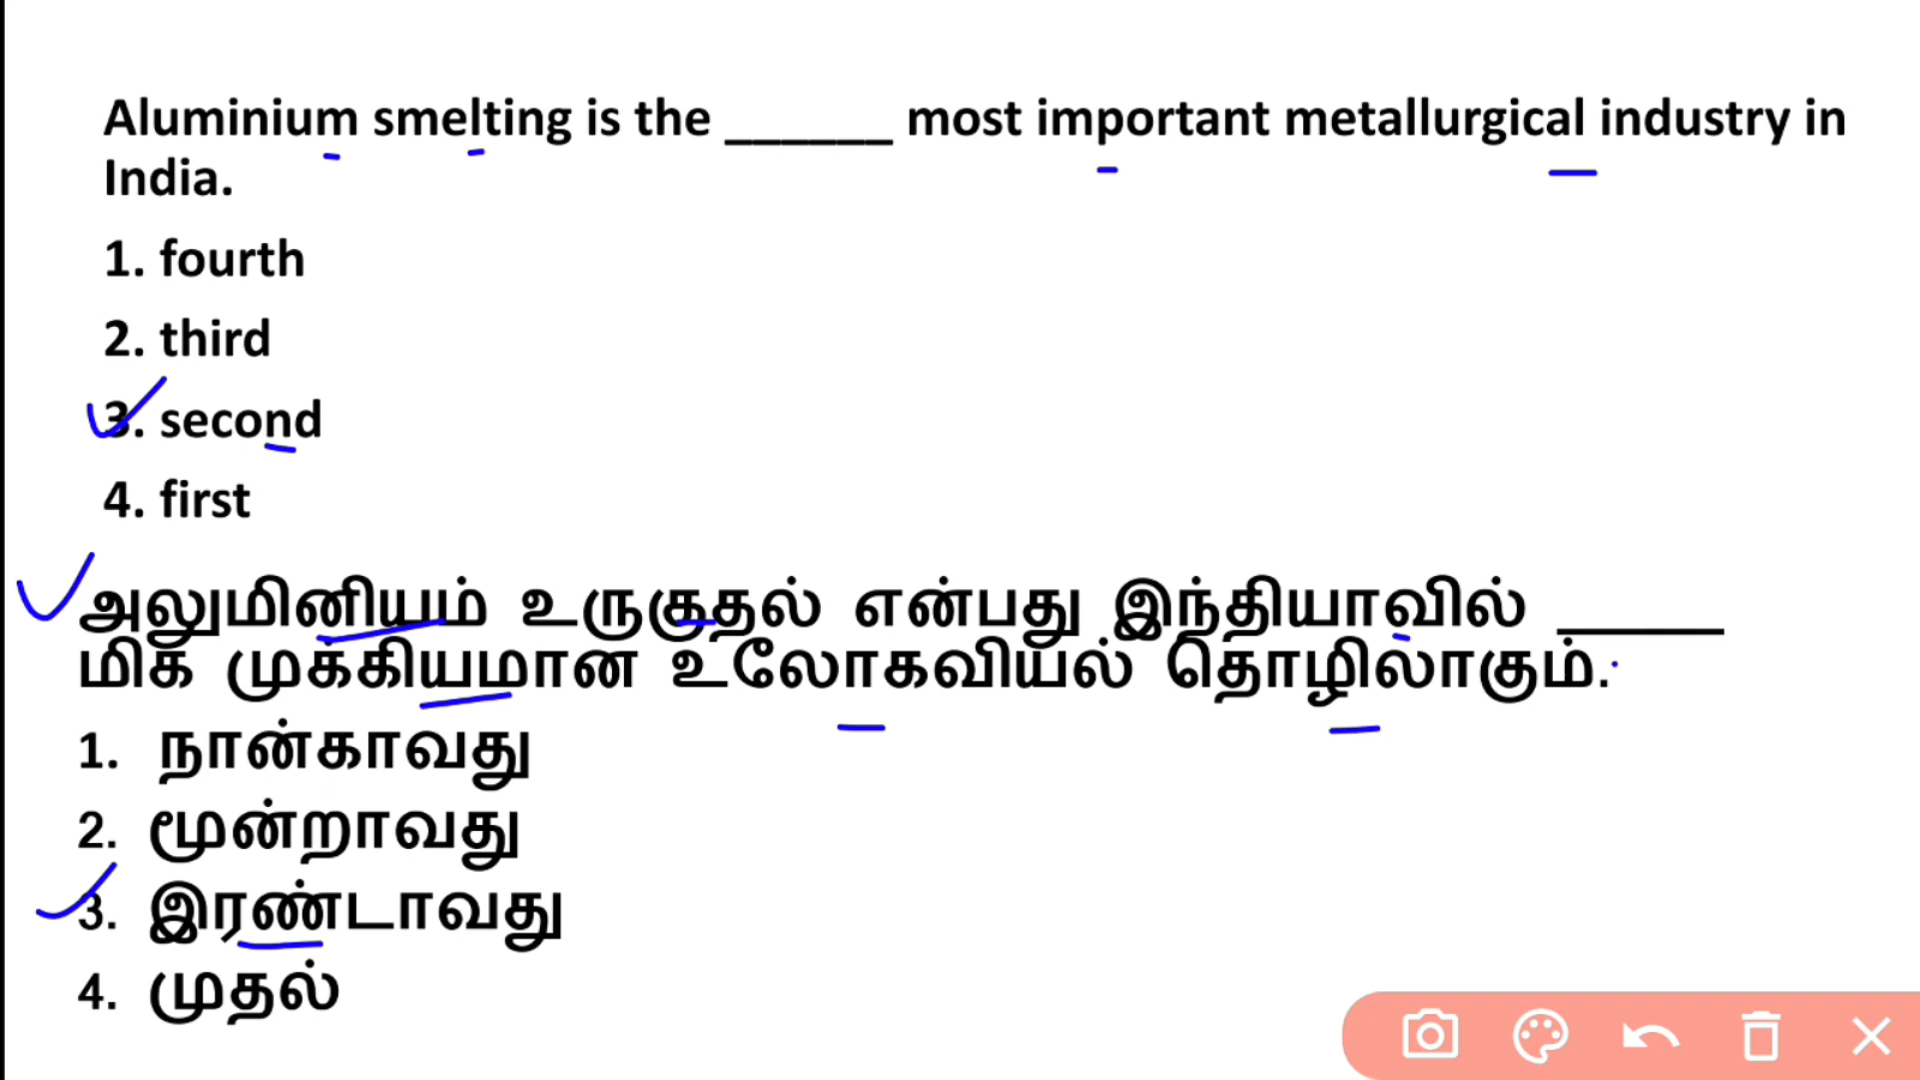 Aluminium smelting is the ______ most important metallurgical industry in
India.
1. fourth
2. third
3. second
4. first
அலுமினியம் உருகுதல் என்பது இந்தியாவில் ______
மிக முக்கியமான உலோகவியல் தொழிலாகும்.
1. நான்காவது
2. மூன்றாவது
3. இரண்டாவது
4. முதல்